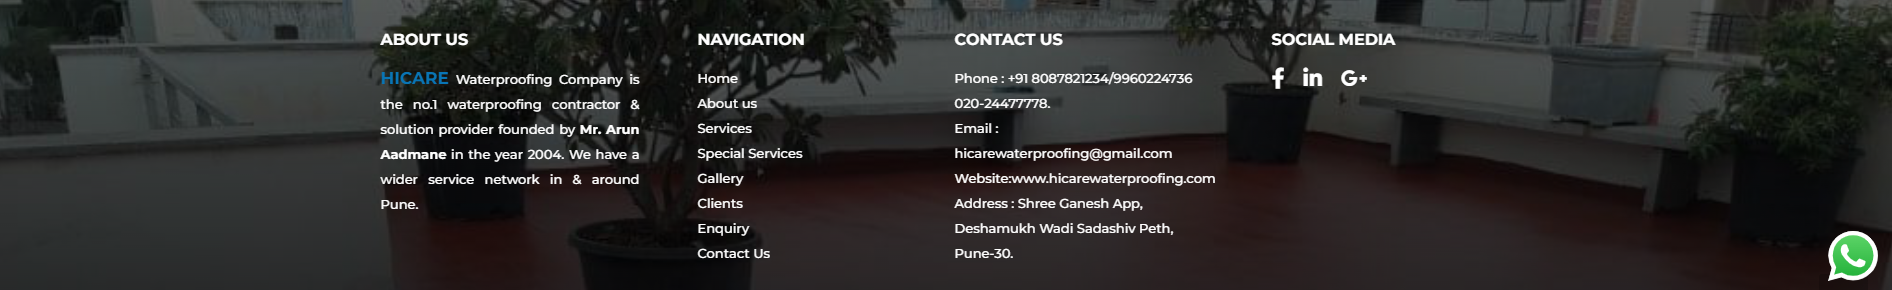 ABOUT US
HICARE Waterproofing Company is
the no.1 waterproofing contractor &
solution provider founded by Mr. Arun
Aadmane in the year 2004. We have a
wider service network in & around
Pune.
NAVIGATION
Home
About us
Services
Special Services
Gallery
Clients
Enquiry
Contact Us
CONTACT US
Phone : +91 8087821234/9960224736
020-24477778.
Email :
hicarewaterproofing@gmail.com
Website:www.hicarewaterproofing.com
Address : Shree Ganesh App,
Deshamukh Wadi Sadashiv Peth,
Pune-30.
SOCIAL MEDIA